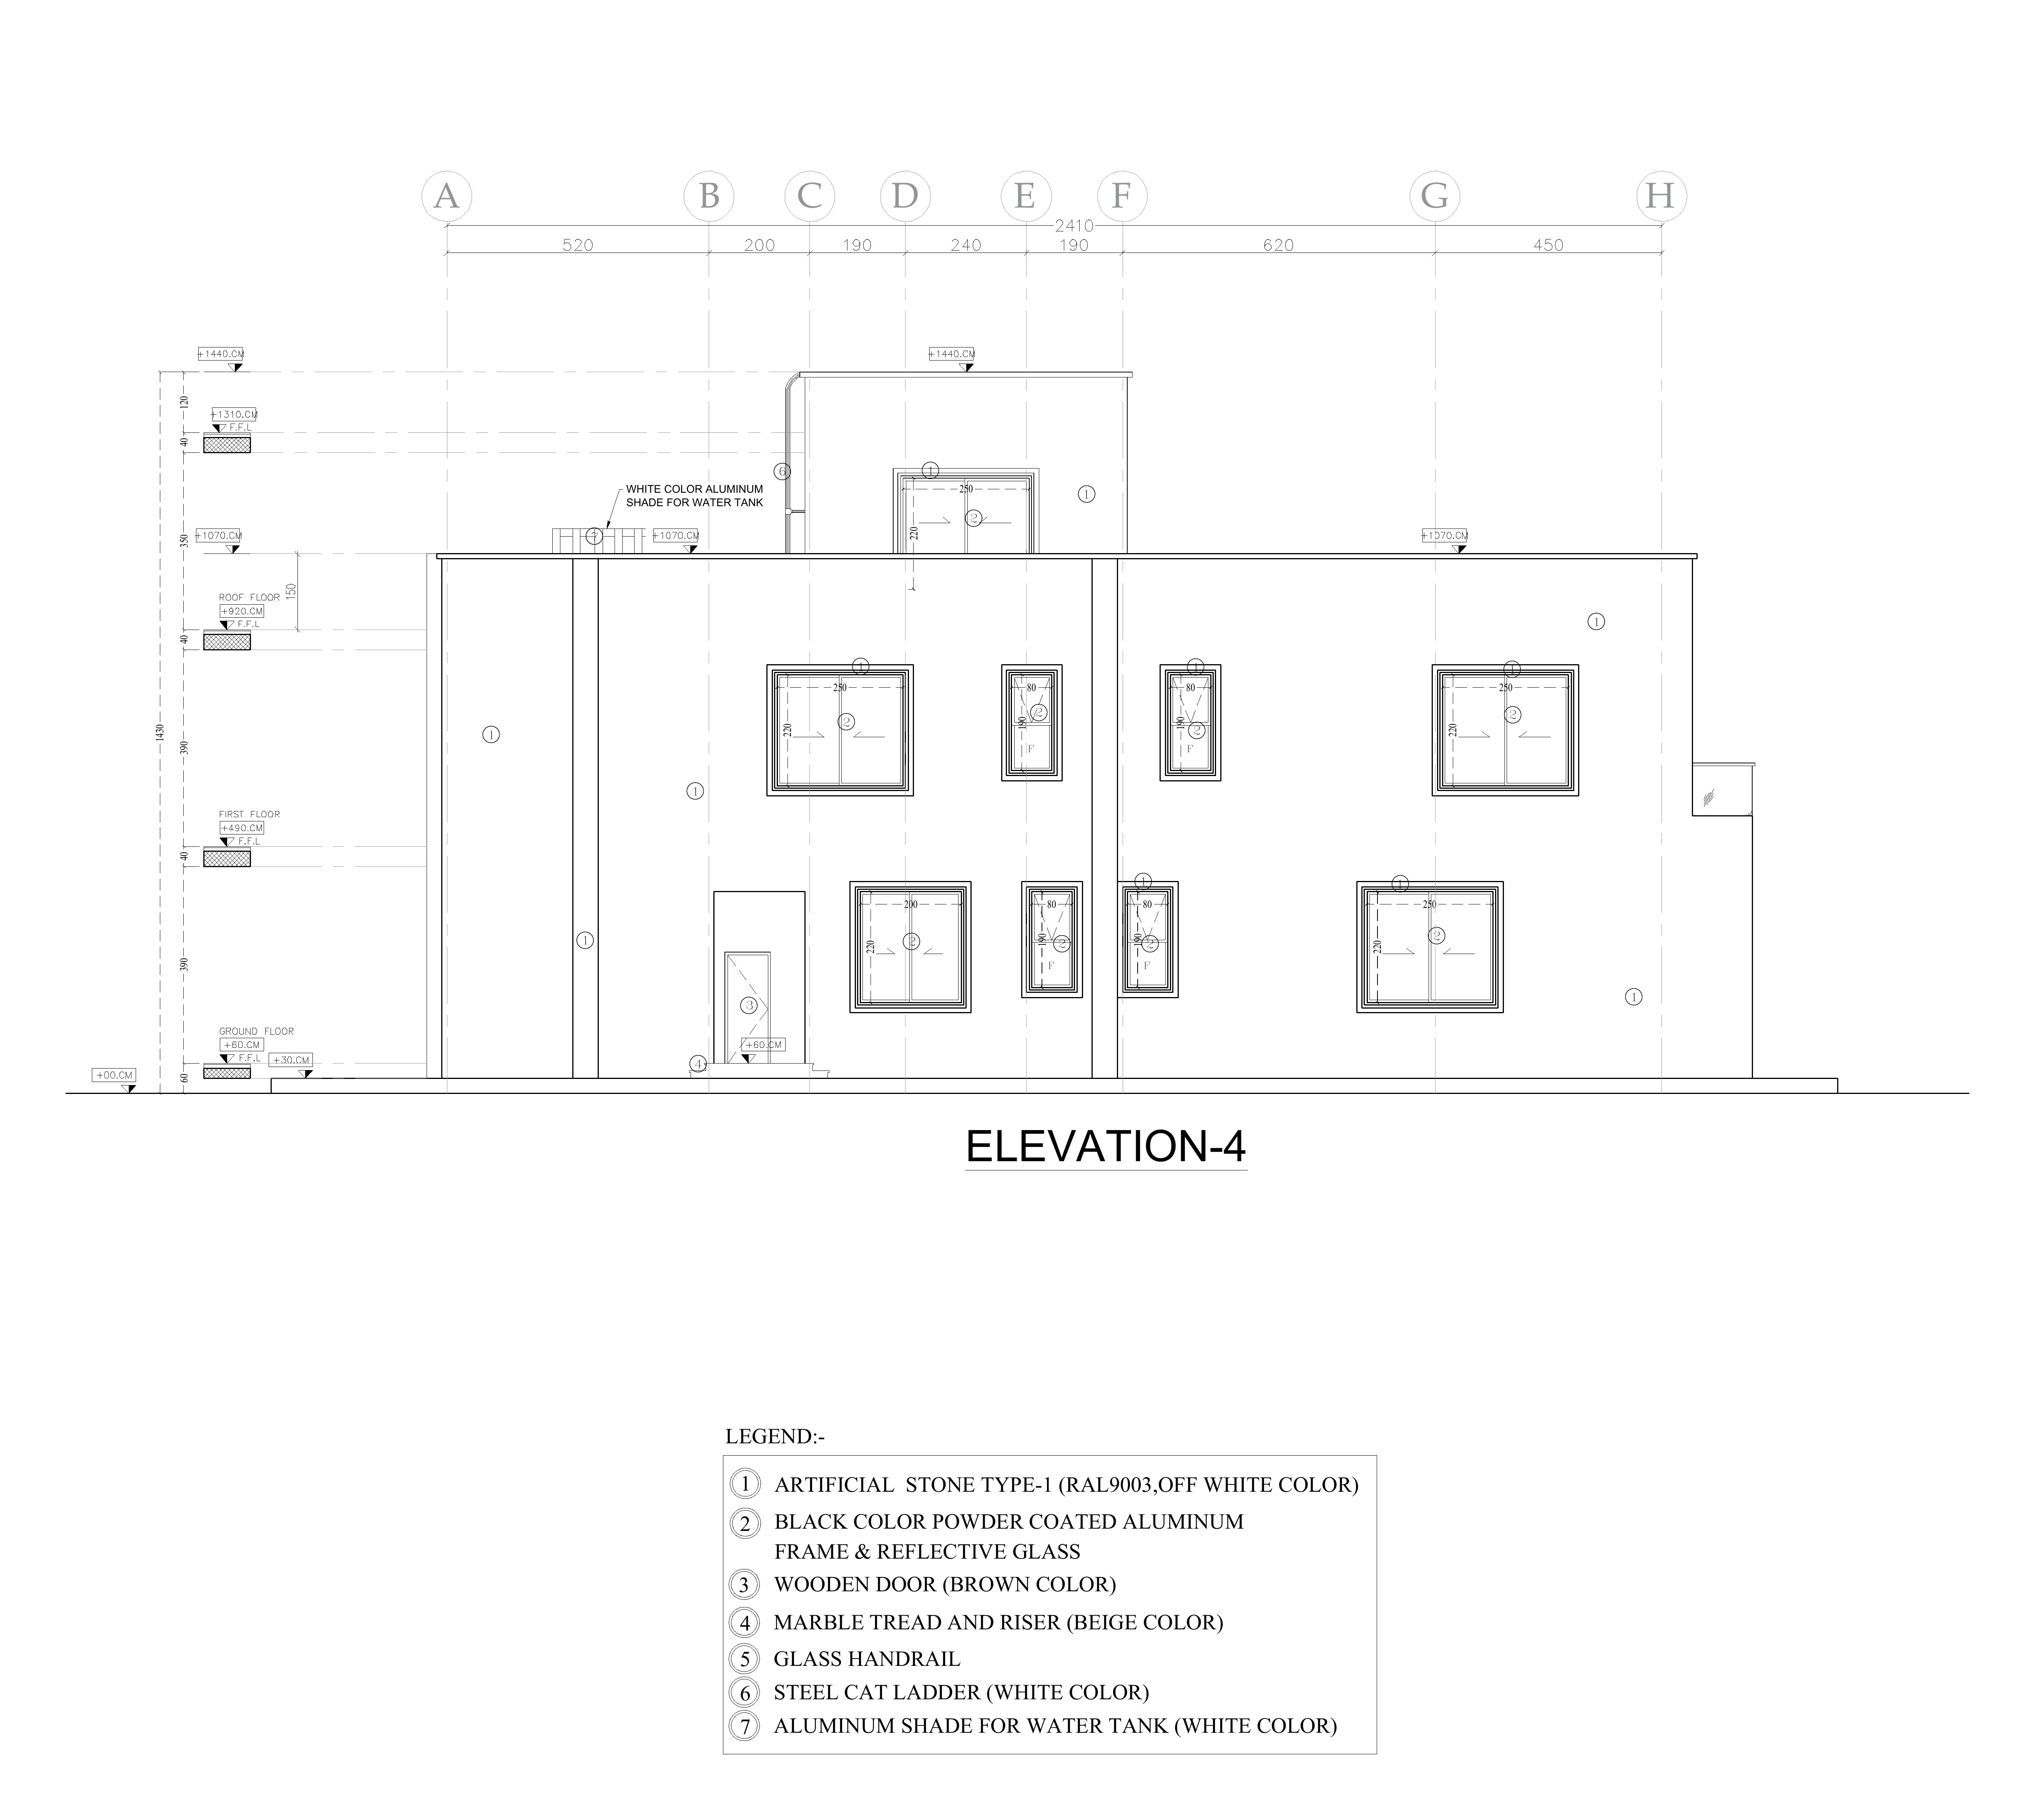 A B C D E F G H
2410
520 200 190 240 190 620 450
+1440.CM +1440.CM
120
+1310.CM
F.F.L
40
6 1
250
1
WHITE COLOR ALUMINUM
SHADE FOR WATER TANK
2
220
7
+1070.CM +1070.CM +1070.CM
350
150
ROOF FLOOR
+920.CM
F.F.L
40
1
1 1 1
250 80 80 250
2 2 2 2
220 190 190 220
F F
1
1430
390
1
FIRST FLOOR
+490.CM
F.F.L
40
1 1
200 80 80 250
1 2 2 2 2
220 190 190 220
F F
390
3
1
GROUND FLOOR
+60.CM
F.F.L
+30.CM
4 +60.CM
60
+00.CM
ELEVATION-4
LEGEND:-
1 ARTIFICIAL STONE TYPE-1 (RAL9003,OFF WHITE COLOR)
2 BLACK COLOR POWDER COATED ALUMINUM
FRAME & REFLECTIVE GLASS
3 WOODEN DOOR (BROWN COLOR)
4 MARBLE TREAD AND RISER (BEIGE COLOR)
5 GLASS HANDRAIL
6 STEEL CAT LADDER (WHITE COLOR)
7 ALUMINUM SHADE FOR WATER TANK (WHITE COLOR)